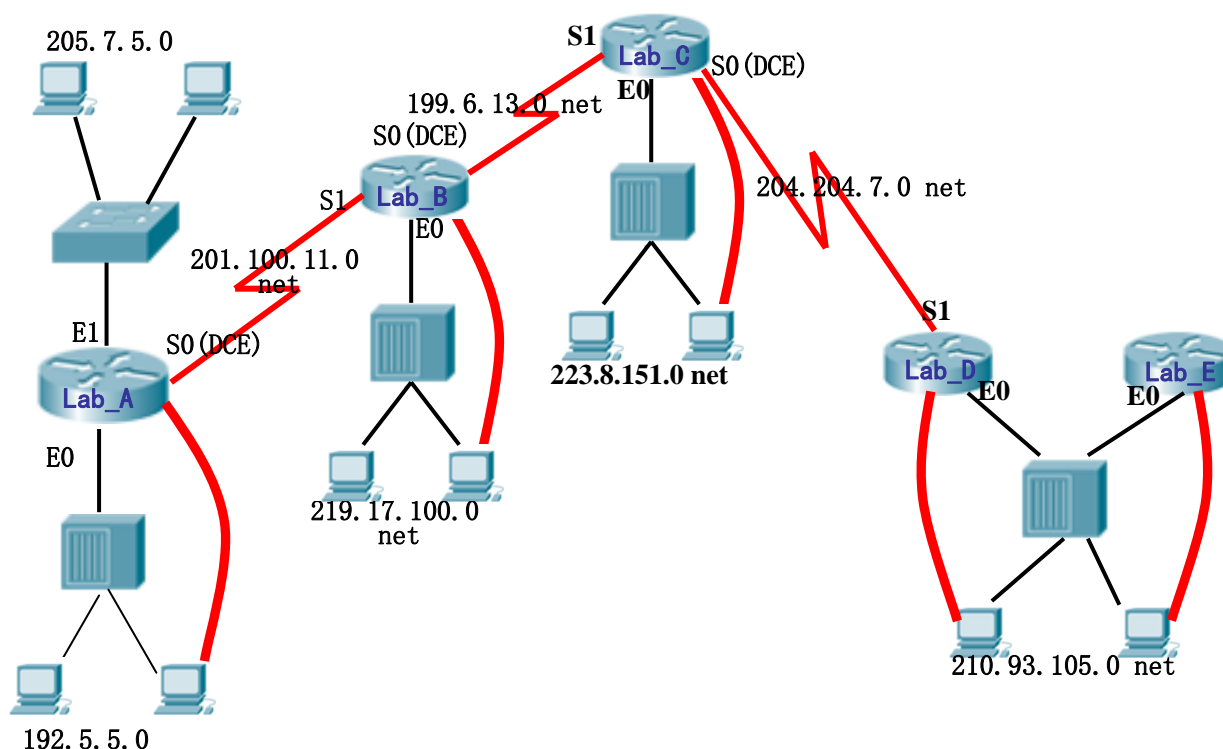 205.7.5.0
S1
Lab_C
S0(DCE)
E0
199.6.13.0 net
S0(DCE)
204.204.7.0 net
Lab_B
S1
E0
201.100.11.0
net
S1
E1
S0(DCE)
Lab_D
Lab_E
223.8.151.0 net
Lab_A
E0
E0
E0
219.17.100.0
net
210.93.105.0 net
192.5.5.0